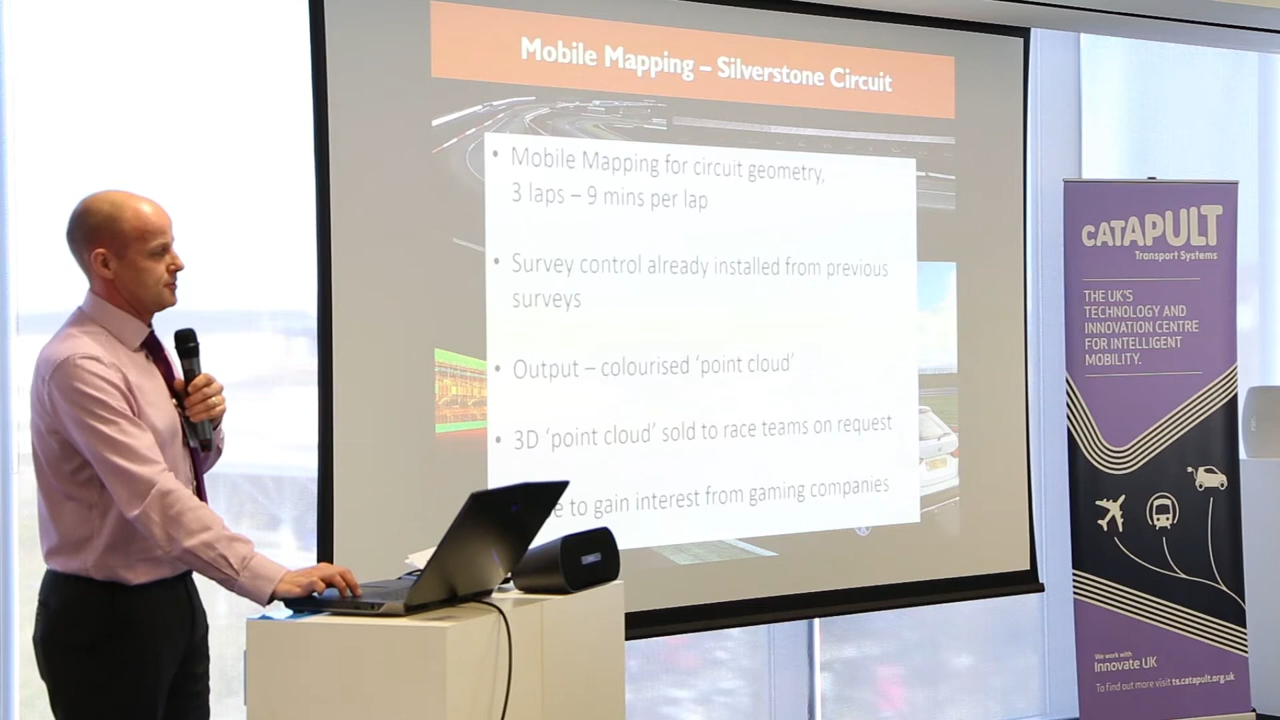 Mobile Mapping – Silverstone Circuit
• Mobile Mapping for circuit geometry,
3 laps – 9 mins per lap
• Survey control already installed from previous
surveys
• Output – colourised 'point cloud'
• 3D 'point cloud' sold to race teams on request
to gain interest from gaming companies
CATAPULT
Transport Systems
THE UK'S
TECHNOLOGY AND
INNOVATION CENTRE
FOR INTELLIGENT
MOBILITY.
We work with
Innovate UK
To find out more visit ts.catapult.org.uk